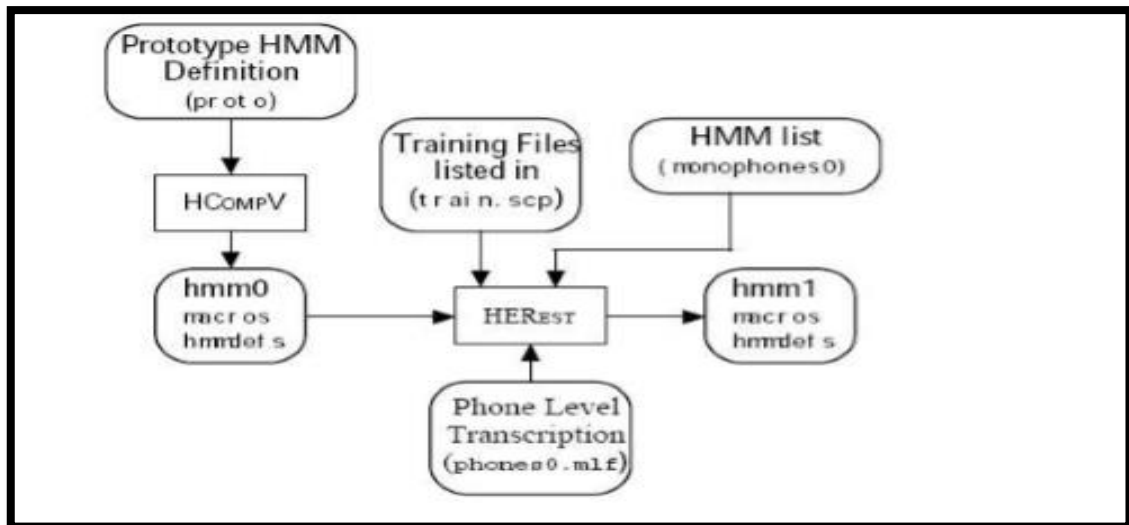 Prototype HMM
Definition
(proto)
HCompV
hmm0
macros
hmmdefs
Training Files
listed in
(train.scp)
HMM list
(monophones0)
HERest
hmm1
macros
hmmdefs
Phone Level
Transcription
(phones0.mlf)